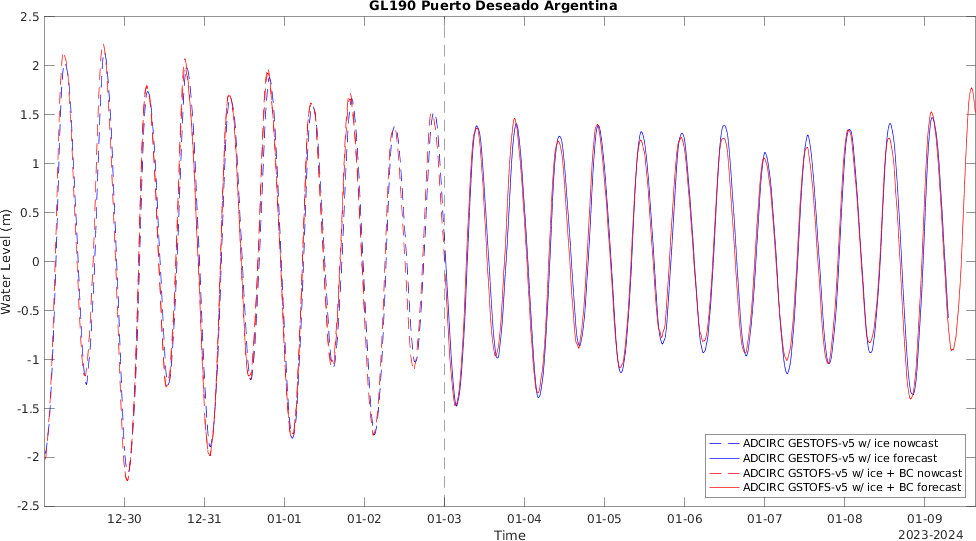 GL190 Puerto Deseado Argentina
2.5
2
1.5
1
0.5
0
-0.5
-1
-1.5
-2
-2.5
Water Level (m)
ADCIRC GESTOFS-v5 w/ ice nowcast
ADCIRC GESTOFS-v5 w/ ice forecast
ADCIRC GSTOFS-v5 w/ ice + BC nowcast
ADCIRC GSTOFS-v5 w/ ice + BC forecast
12-30 12-31 01-01 01-02 01-03 01-04 01-05 01-06 01-07 01-08 01-09
Time
2023-2024